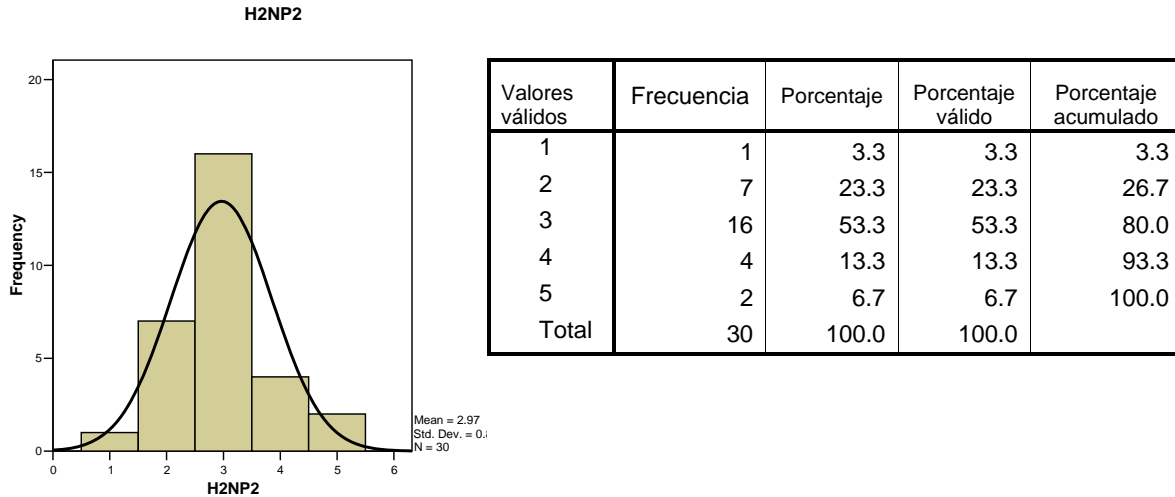 H2NP2
20
15
10
5
0
Frequency
0 1 2 3 4 5 6
H2NP2
Mean = 2.97
Std. Dev. = 0.
N = 30
Valores válidos Frecuencia Porcentaje Porcentaje válido Porcentaje acumulado
1 1 3.3 3.3 3.3
2 7 23.3 23.3 26.7
3 16 53.3 53.3 80.0
4 4 13.3 13.3 93.3
5 2 6.7 6.7 100.0
Total 30 100.0 100.0